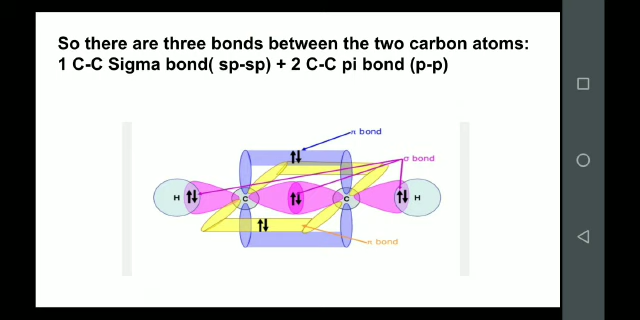 So there are three bonds between the two carbon atoms:
1 C-C Sigma bond( sp-sp) + 2 C-C pi bond (p-p)
π bond
σ bond
H
C
C
H
π bond